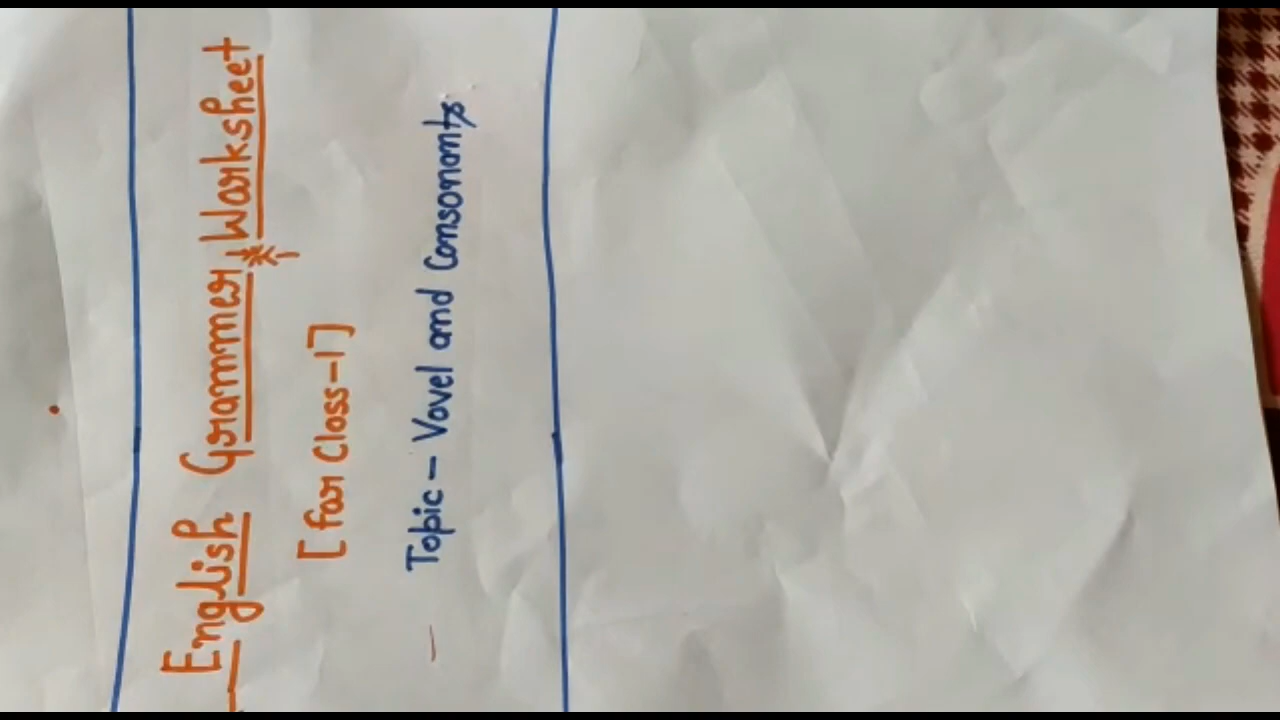 English Grammer Worksheet
[for Class-1]
Topic - Vovel and Consonants